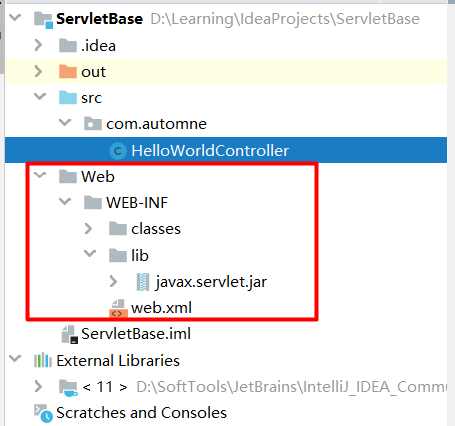 ServletBase D:\Learning\IdeaProjects\ServletBase
.idea
out
src
com.automne
HelloWorldController
Web
WEB-INF
classes
lib
javax.servlet.jar
web.xml
ServletBase.iml
External Libraries
< 11 > D:\SoftTools\JetBrains\IntelliJ_IDEA_Commu
Scratches and Consoles